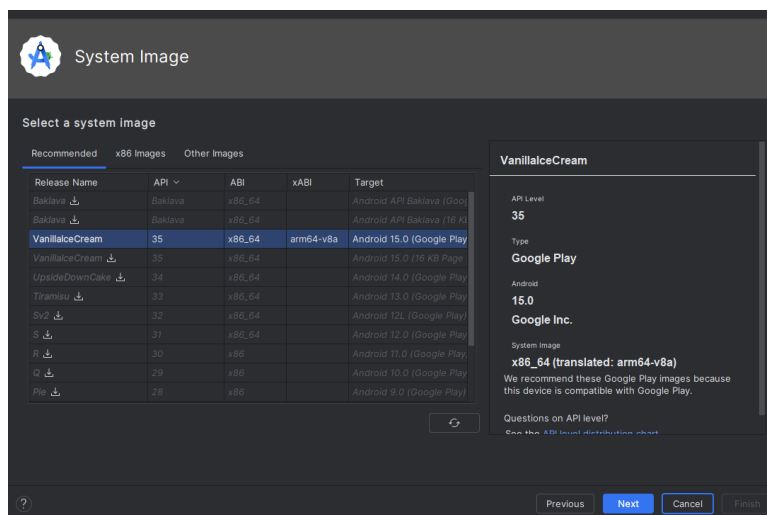 System Image
Select a system image
Recommended x86 Images Other Images
Release Name API ABI xABI Target
Baklava Baklava x86_64 Android API Baklava (Goog
Baklava Baklava x86_64 Android API Baklava (16 KE
VanillaIceCream 35 x86_64 arm64-v8a Android 15.0 (Google Play
VanillaIceCream 35 x86_64 Android 15.0 (16 KB Page
UpsideDownCake 34 x86_64 Android 14.0 (Google Play
Tiramisu 33 x86_64 Android 13.0 (Google Play
Sv2 32 x86_64 Android 12L (Google Play)
S 31 x86_64 Android 12.0 (Google Play
R 30 x86 Android 11.0 (Google Play,
Q 29 x86 Android 10.0 (Google Play
Pie 28 x86 Android 9.0 (Google Play)
VanillaIceCream
API Level
35
Type
Google Play
Android
15.0
Google Inc.
System Image
x86_64 (translated: arm64-v8a)
We recommend these Google Play images because
this device is compatible with Google Play.
Questions on API level?
See the API level distribution chart
? Previous Next Cancel Finish